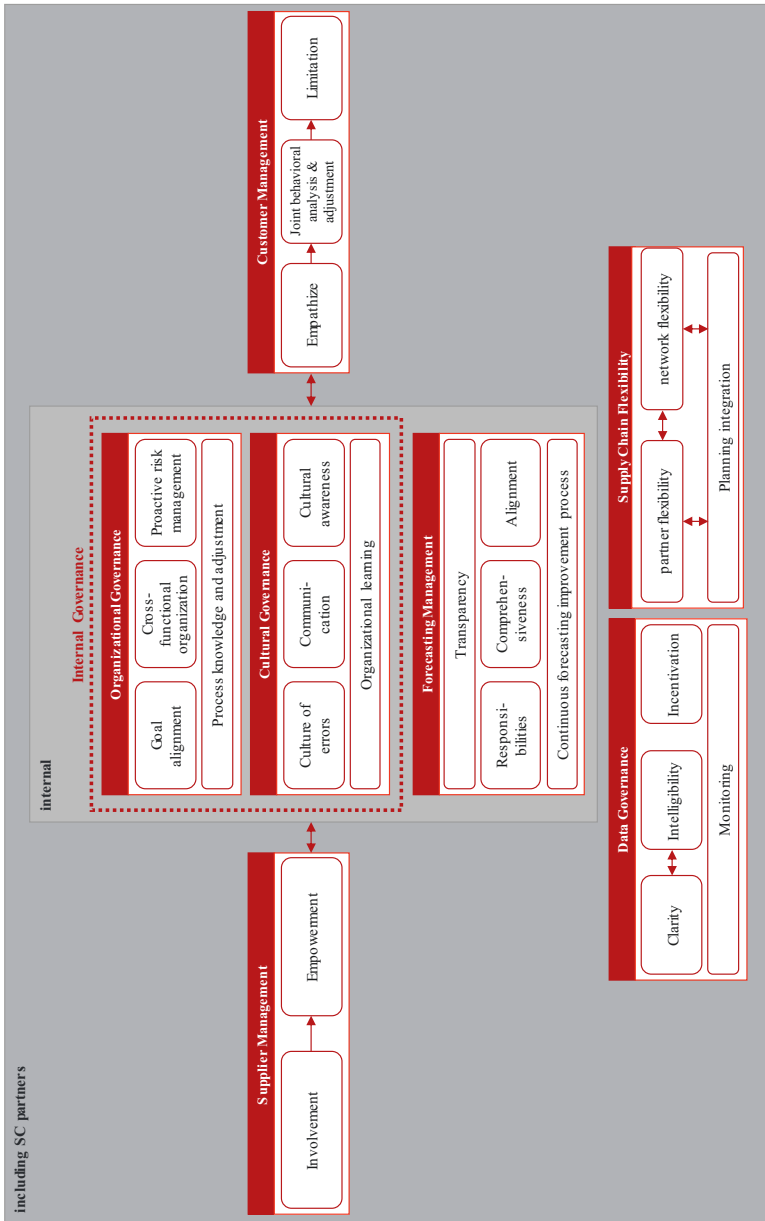 including SC partners
internal
Supplier Management
Involvement
Empowerment
Internal Governance
Organizational Governance
Goal
alignment
Cross-
functional
organization
Proactive risk
management
Process knowledge and adjustment
Cultural Governance
Culture of
errors
Communi-
cation
Cultural
awareness
Organizational learning
Forecasting Management
Transparency
Responsi-
bilities
Comprehen-
siveness
Alignment
Continuous forecasting improvement process
Customer Management
Empathize
Joint behavioral
analysis &
adjustment
Limitation
Data Governance
Clarity
Intelligibility
Incentivation
Monitoring
Supply Chain Flexibility
partner flexibility
network flexibility
Planning integration